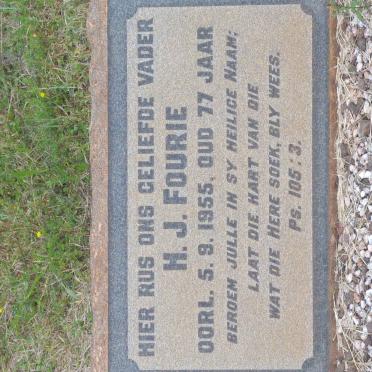 HIER RUS ONS GELIEFDE VADER
H. J. FOURIE
OORL. 5. 9. 1955, OUD 77 JAAR
BEROEM JULLE IN SY HEILIGE NAAM;
LAAT DIE HART VAN DIE
WAT DIE HERE SOEK, BLY WEES.
Ps. 105: 3.